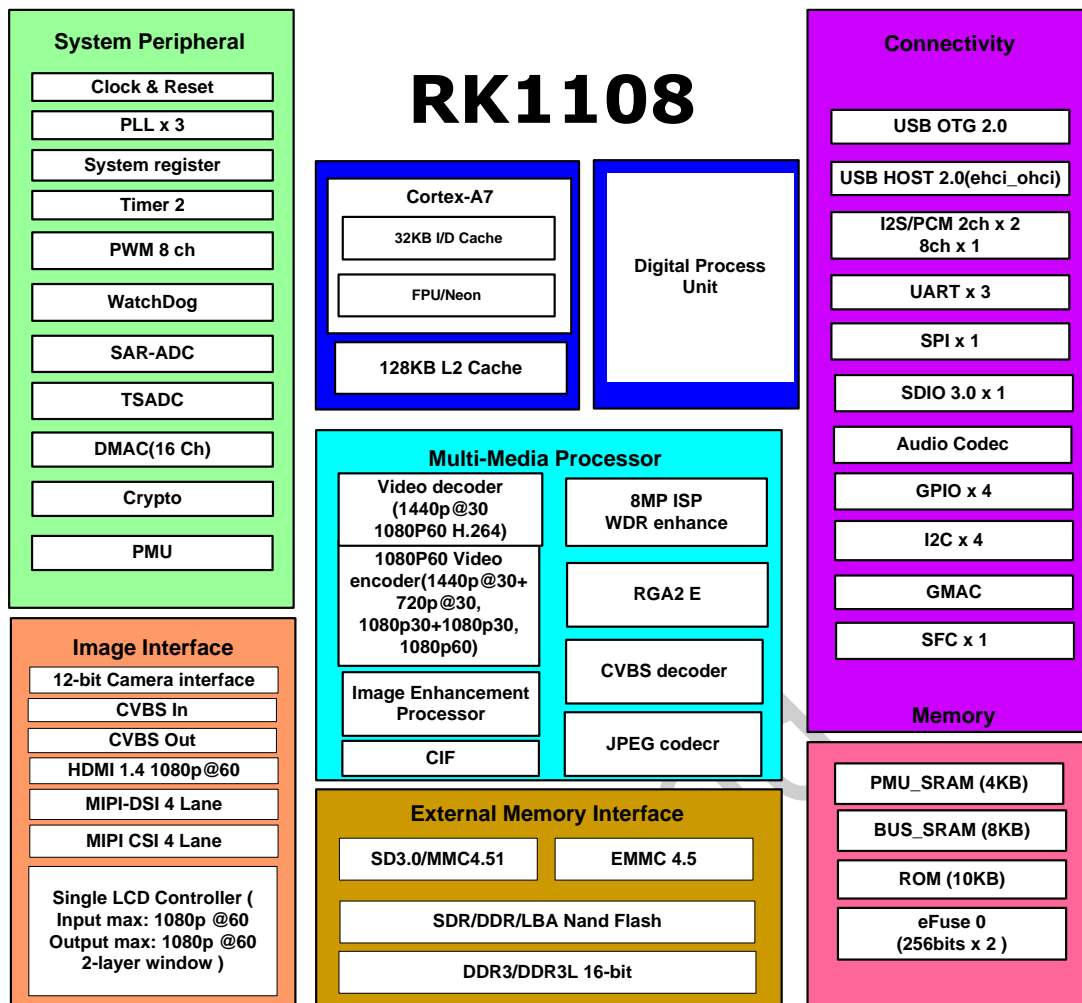 RK1108
System Peripheral
Clock & Reset
PLL x 3
System register
Timer 2
PWM 8 ch
WatchDog
SAR-ADC
TSADC
DMAC(16 Ch)
Crypto
PMU
Image Interface
12-bit Camera interface
CVBS In
CVBS Out
HDMI 1.4 1080p@60
MIPI-DSI 4 Lane
MIPI CSI 4 Lane
Single LCD Controller (
Input max: 1080p @60
Output max: 1080p @60
2-layer window )
Cortex-A7
32KB I/D Cache
FPU/Neon
128KB L2 Cache
Digital Process
Unit
Multi-Media Processor
Video decoder
(1440p@30
1080P60 H.264)
1080P60 Video
encoder(1440p@30+
720p@30,
1080p30+1080p30,
1080p60)
Image Enhancement
Processor
CIF
8MP ISP
WDR enhance
RGA2 E
CVBS decoder
JPEG codecr
External Memory Interface
SD3.0/MMC4.51
EMMC 4.5
SDR/DDR/LBA Nand Flash
DDR3/DDR3L 16-bit
Connectivity
USB OTG 2.0
USB HOST 2.0(ehci_ohci)
I2S/PCM 2ch x 2
8ch x 1
UART x 3
SPI x 1
SDIO 3.0 x 1
Audio Codec
GPIO x 4
I2C x 4
GMAC
SFC x 1
Memory
PMU_SRAM (4KB)
BUS_SRAM (8KB)
ROM (10KB)
eFuse 0
(256bits x 2 )